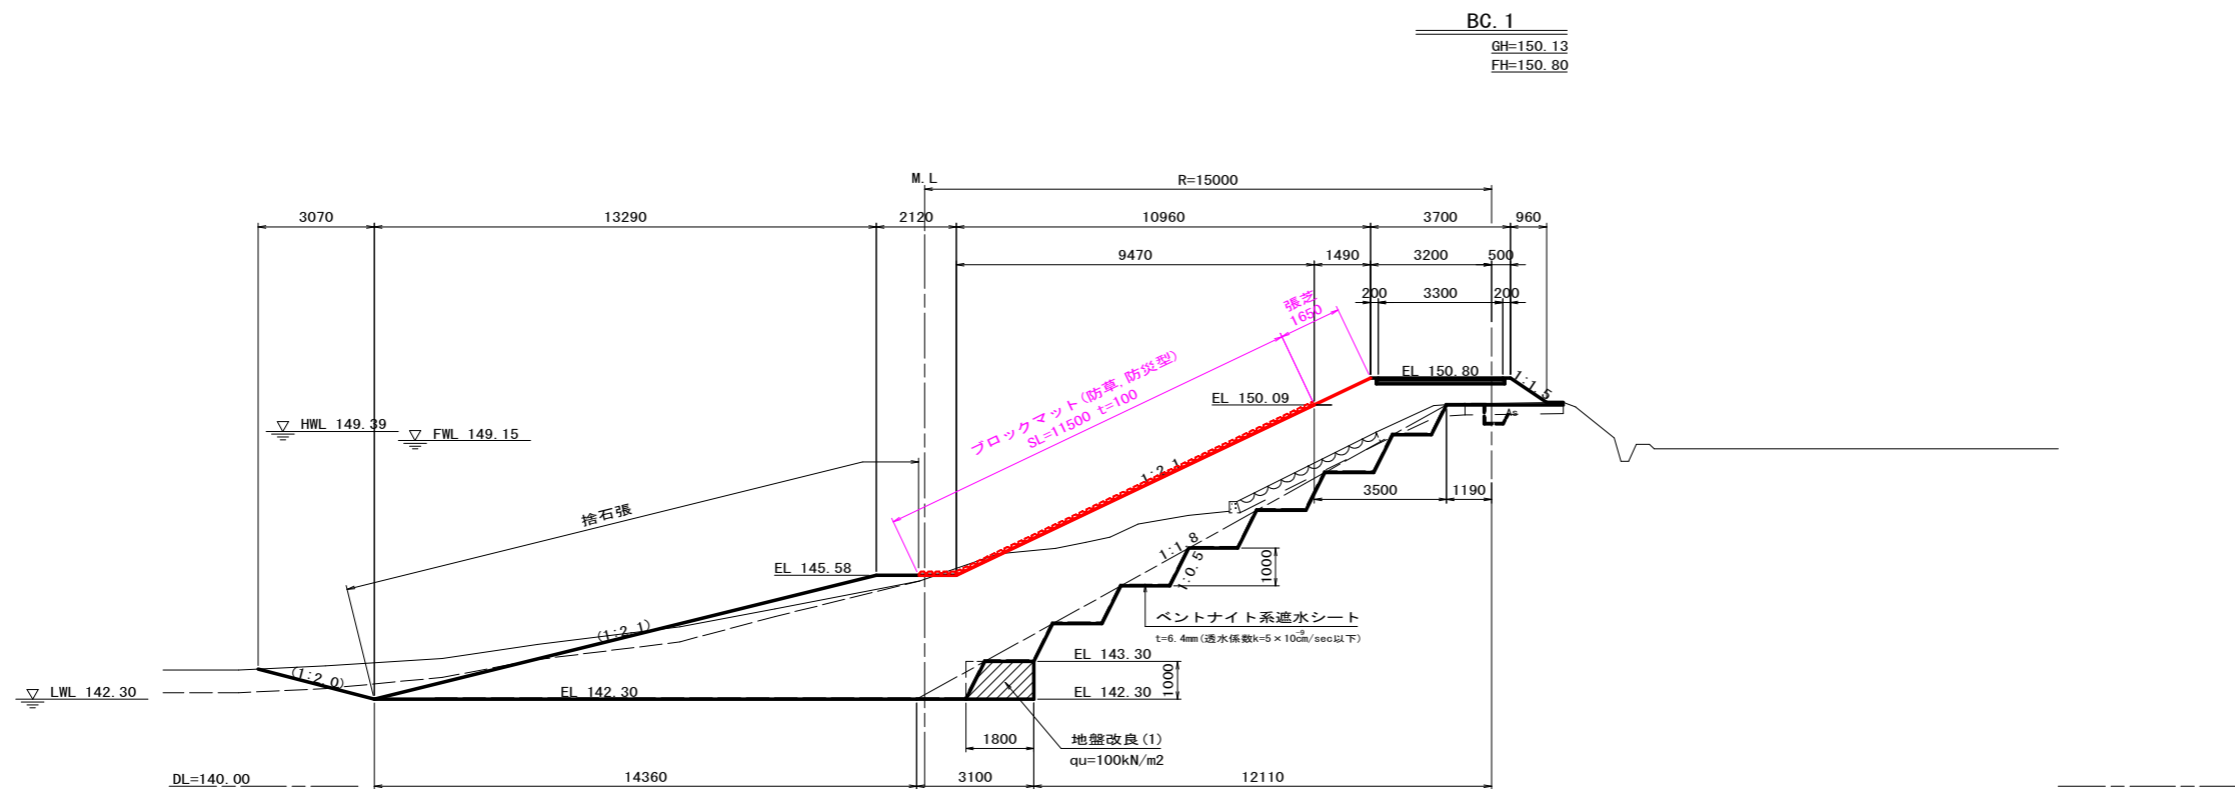 BC. 1
GH=150. 13
FH=150. 80
M. L
R=15000
3070
13290
2120
10960
3700
960
9470
1490
3200
500
200
3300
200
張芝
1650
ブロックマット(防草, 防災型)
SL=11500 t=100
EL 150. 80
1:1. 5
EL 150. 09
As
HWL 149. 39
FWL 149. 15
1:2. 1
捨石張
3500
1190
EL 145. 58
1:1. 8
1:0. 5
1000
ベントナイト系遮水シート
t=6. 4mm(透水係数k=5×10-9cm/sec以下)
(1:2. 1)
(1:2. 0)
EL 143. 30
1000
LWL 142. 30
EL 142. 30
EL 142. 30
1800
地盤改良(1)
qu=100kN/m2
DL=140. 00
14360
3100
12110